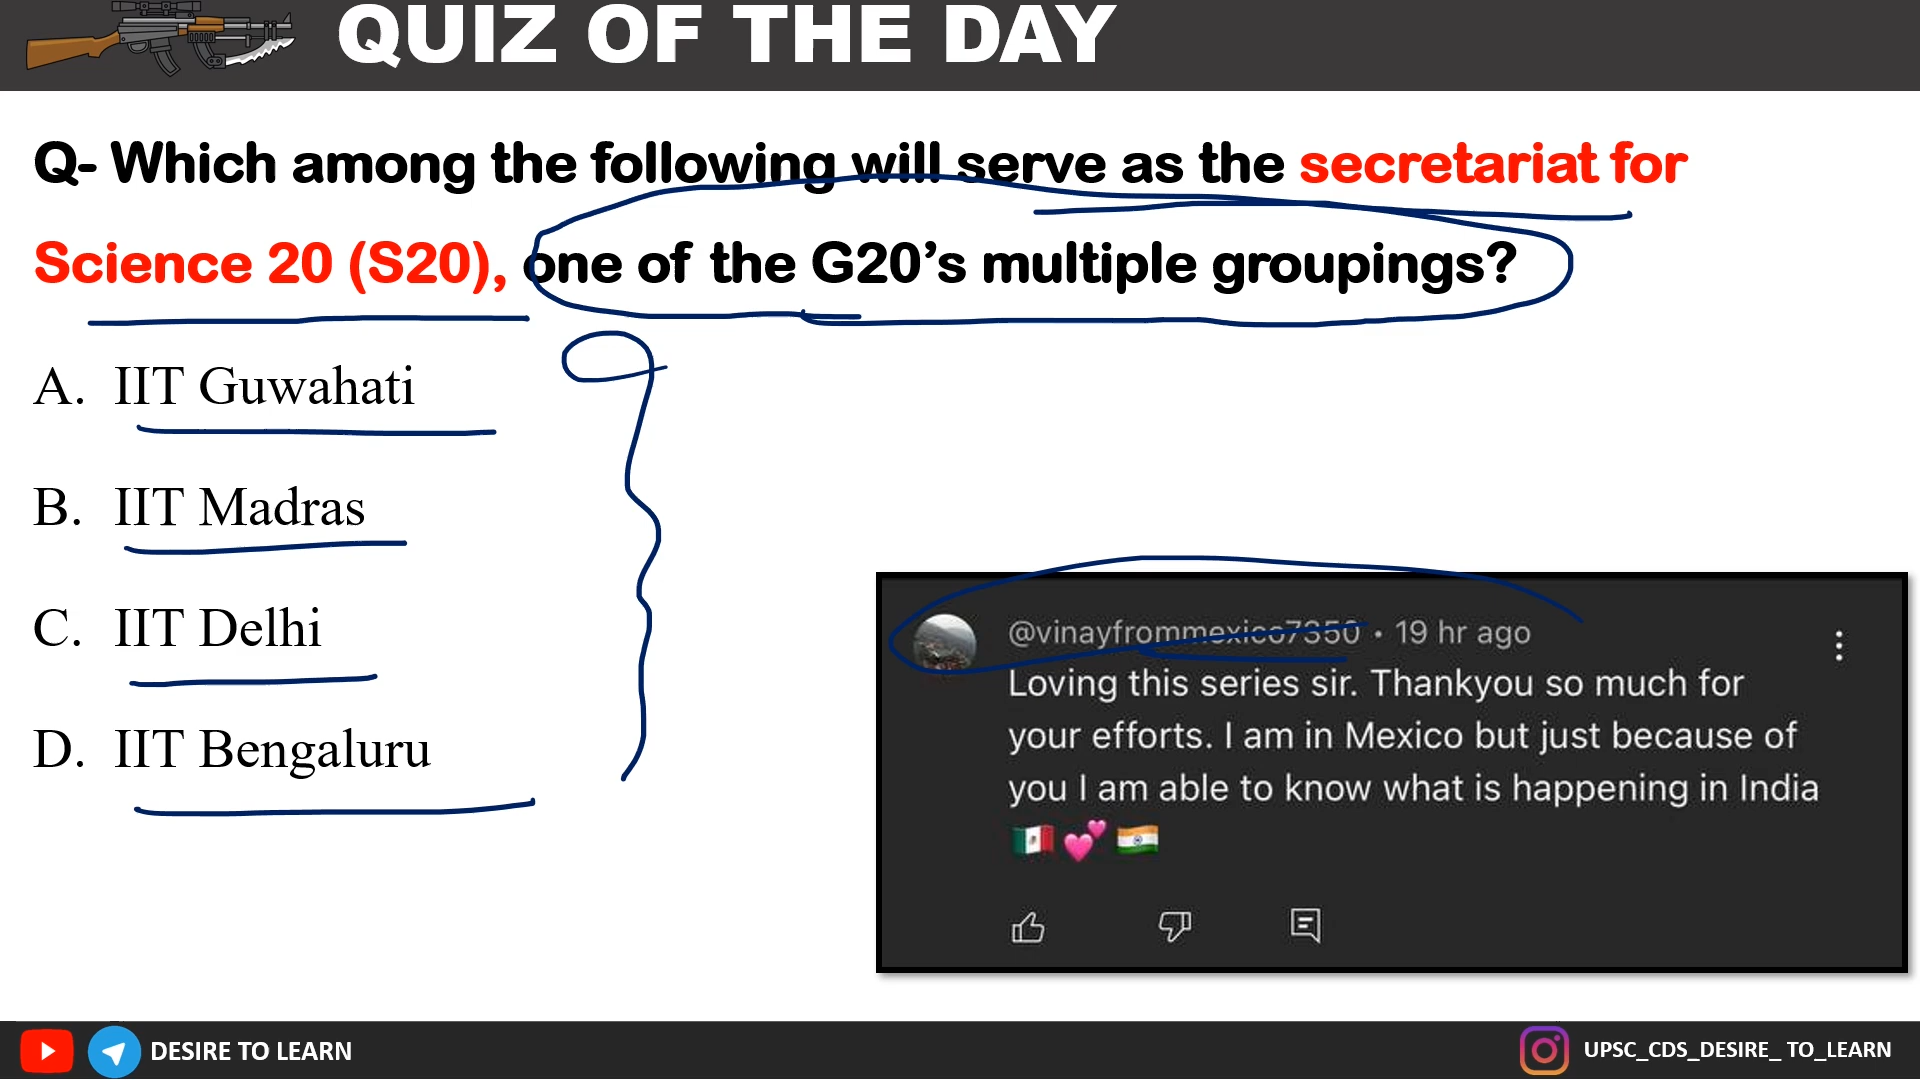 QUIZ OF THE DAY
Q- Which among the following will serve as the secretariat for
Science 20 (S20), one of the G20’s multiple groupings?
A. IIT Guwahati
B. IIT Madras
C. IIT Delhi
D. IIT Bengaluru
@vinayfrommexico7350 • 19 hr ago
Loving this series sir. Thankyou so much for
your efforts. I am in Mexico but just because of
you I am able to know what is happening in India
🇲🇽 💕 🇮🇳
DESIRE TO LEARN
UPSC_CDS_DESIRE_ TO_LEARN